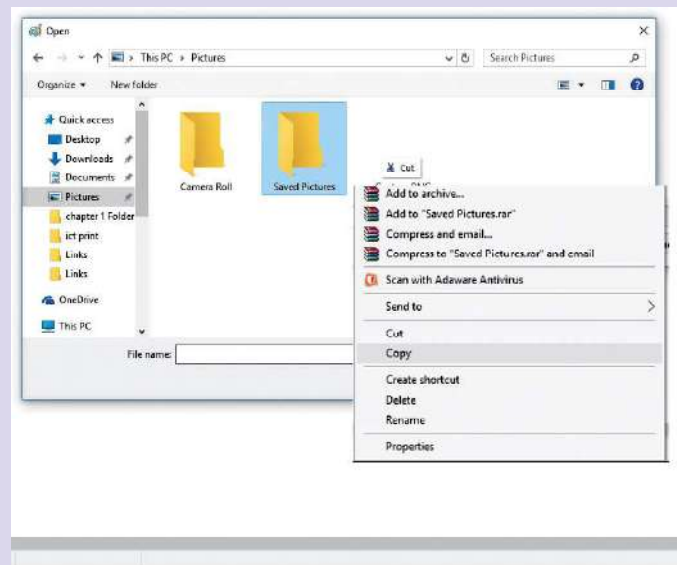 Open
This PC > Pictures
Search Pictures
Organize
New folder
Quick access
Desktop
Downloads
Documents
Pictures
chapter 1 Folder
ict print
Links
Links
OneDrive
This PC
Camera Roll
Saved Pictures
Cut
Add to archive...
Add to "Saved Pictures.rar"
Compress and email...
Compress to "Saved Pictures.rar" and email
Scan with Adaware Antivirus
Send to
Cut
Copy
Create shortcut
Delete
Rename
Properties
File name: